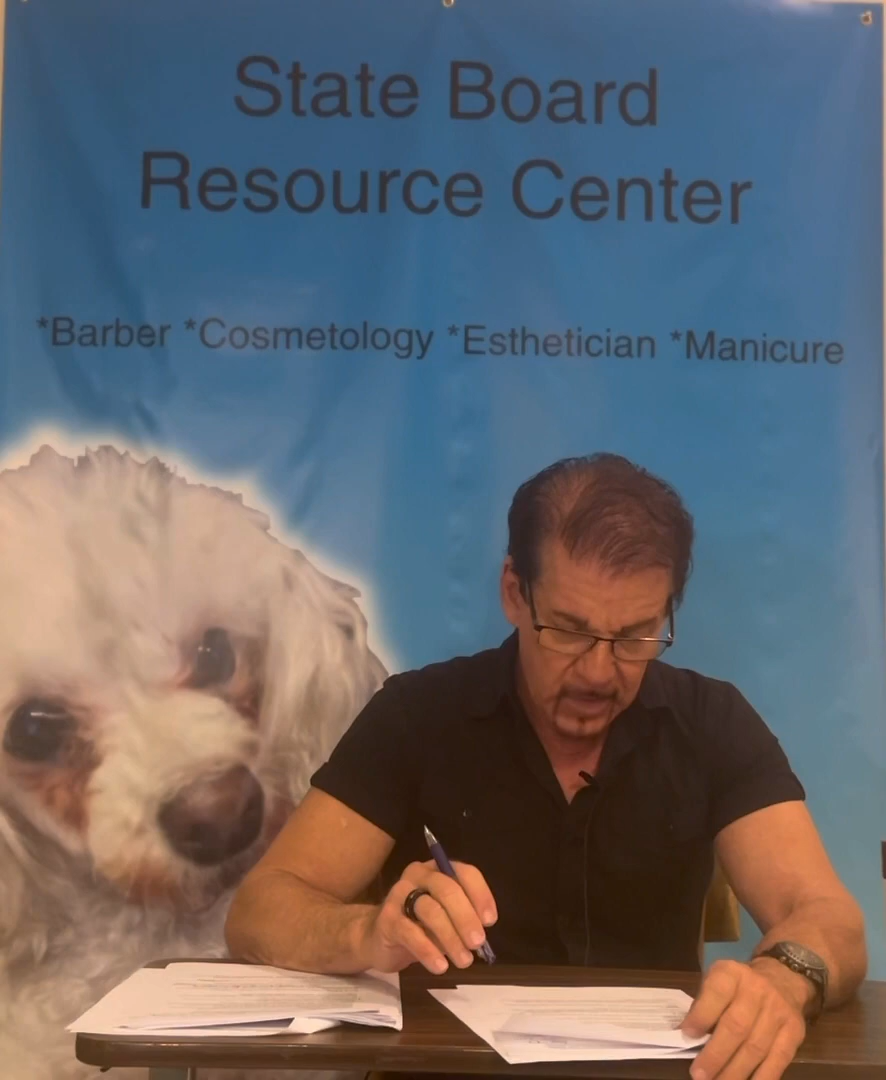 State Board
Resource Center
*Barber *Cosmetology *Esthetician *Manicure